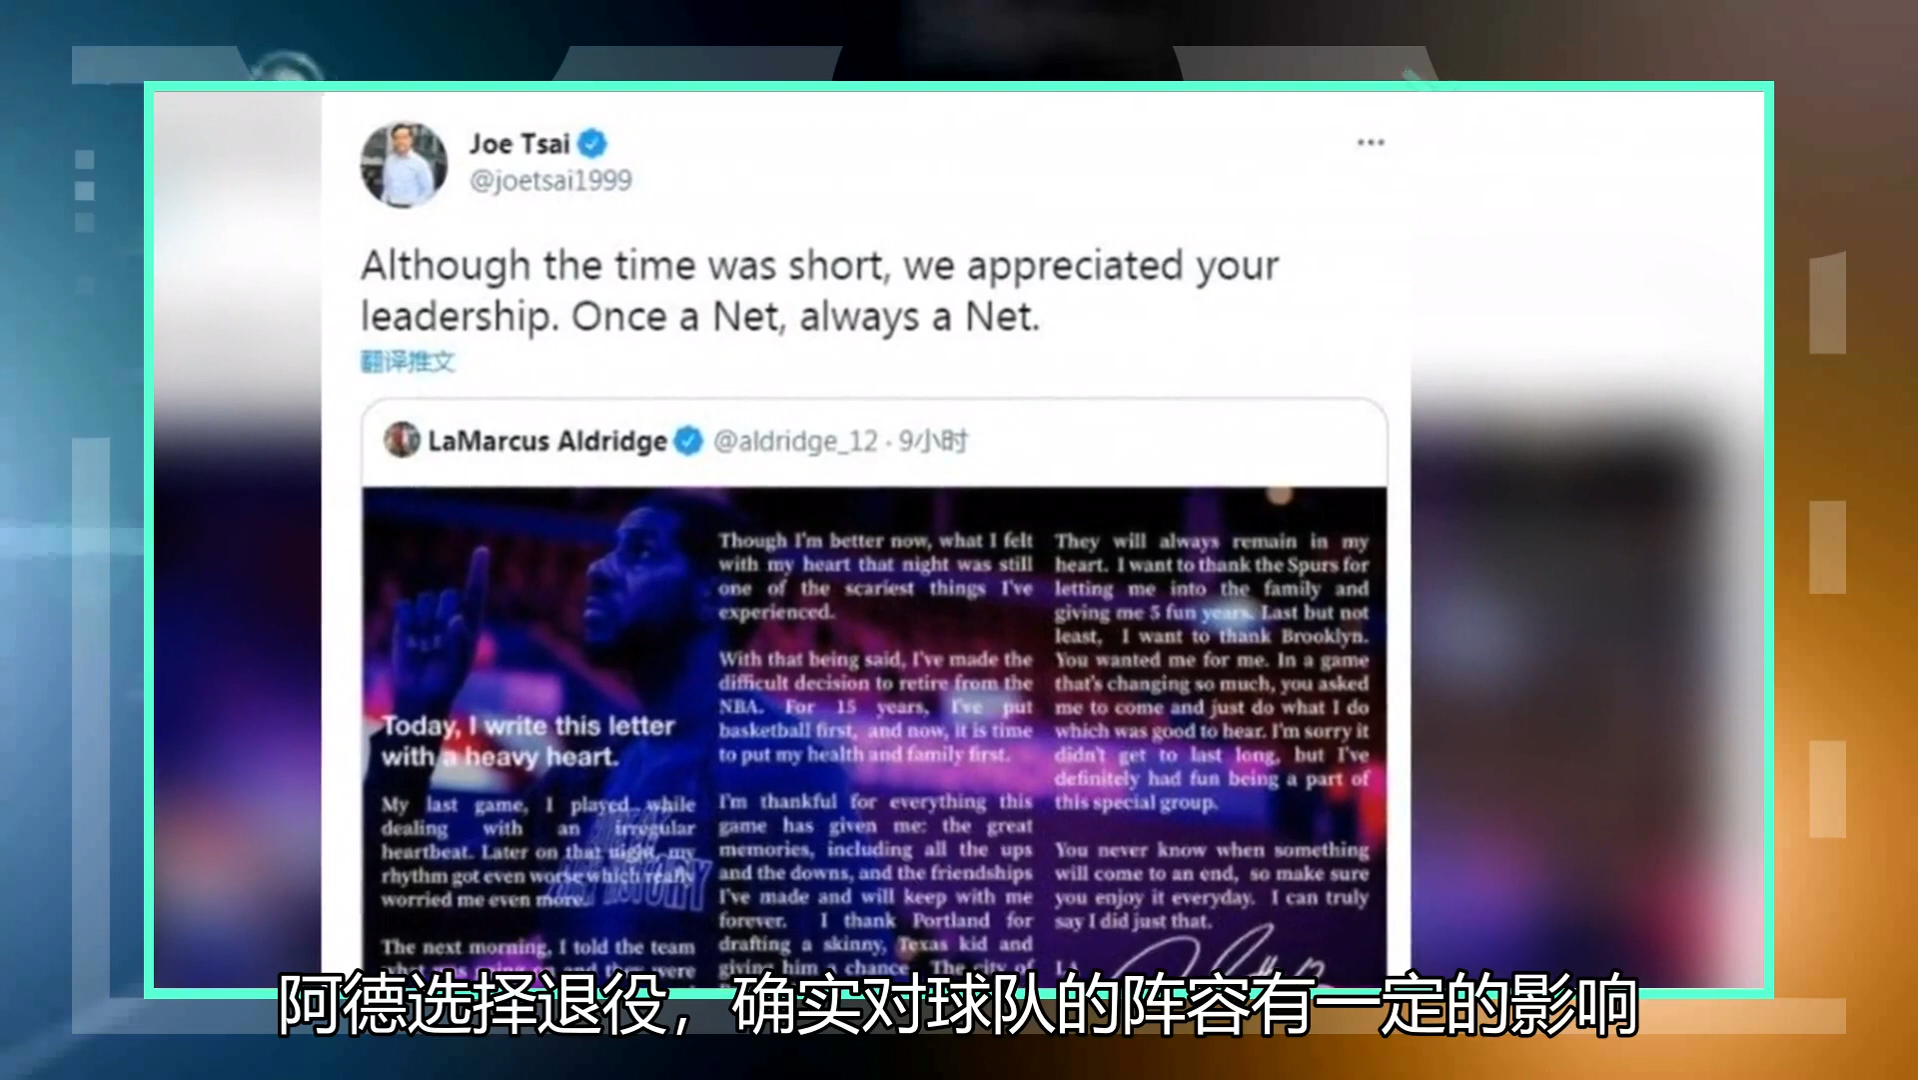 Joe Tsai
@joetsai1999
Although the time was short, we appreciated your
leadership. Once a Net, always a Net.
翻译推文
LaMarcus Aldridge @aldridge_12 · 9小时
Today, I write this letter
with a heavy heart.
My last game, I played while
dealing with an irregular
heartbeat. Later on that night, my
rhythm got even worse which really
worried me even more.
The next morning, I told the team
Though I'm better now, what I felt
with my heart that night was still
one of the scariest things I've
experienced.
With that being said, I've made the
difficult decision to retire from the
NBA. For 15 years, I've put
basketball first, and now, it is time
to put my health and family first.
I'm thankful for everything this
game has given me: the great
memories, including all the ups
and the downs, and the friendships
I've made and will keep with me
forever. I thank Portland for
drafting a skinny, Texas kid and
giving him a chance. The city of
They will always remain in my
heart. I want to thank the Spurs for
letting me into the family and
giving me 5 fun years. Last but not
least, I want to thank Brooklyn.
You wanted me for me. In a game
that's changing so much, you asked
me to come and just do what I do
which was good to hear. I'm sorry it
didn't get to last long, but I've
definitely had fun being a part of
this special group.
You never know when something
will come to an end, so make sure
you enjoy it everyday. I can truly
say I did just that.
LA
阿德选择退役，确实对球队的阵容有一定的影响